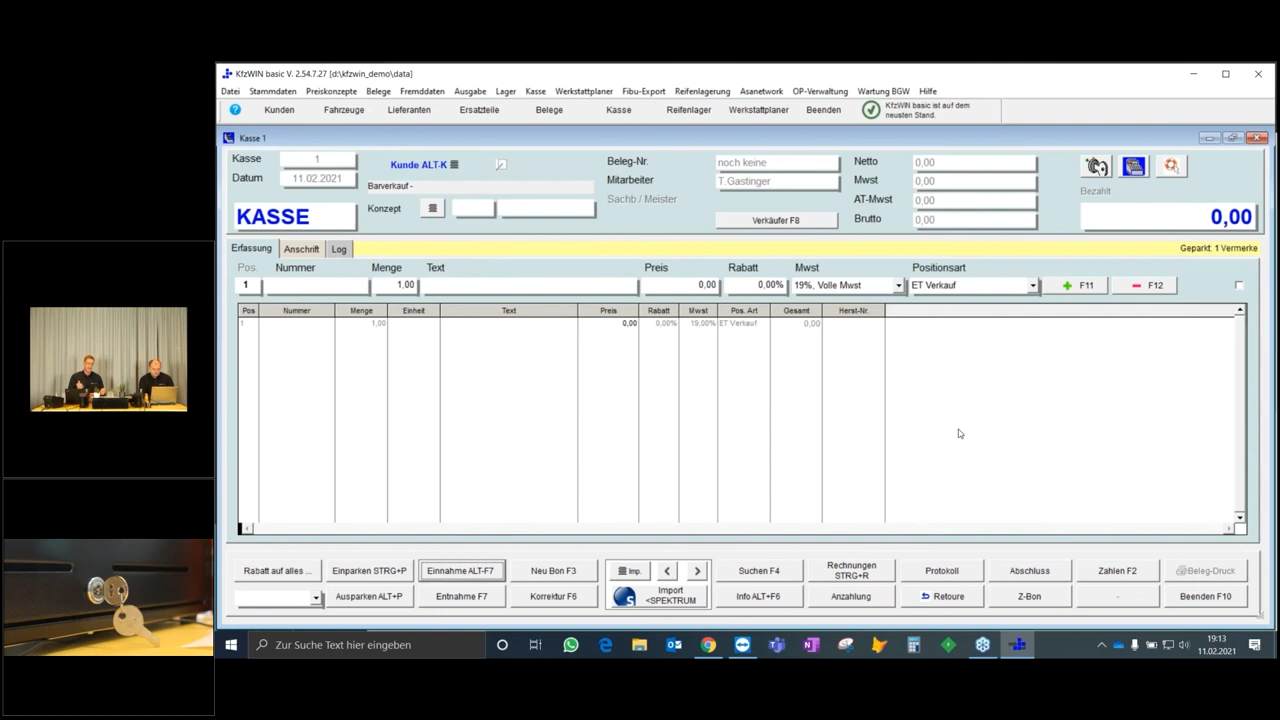 KfzWIN basic V. 2.54.7.27 [d:\kfzwin_demo\data]
Datei Stammdaten Preiskonzepte Belege Fremddaten Ausgabe Lager Kasse Werkstattplaner Fibu-Export Reifenlagerung Asanetwork OP-Verwaltung Wartung BGW Hilfe
Kunden Fahrzeuge Lieferanten Ersatzteile Belege Kasse Reifenlager Werkstattplaner Beenden KfzWIN basic ist auf dem
neusten Stand.
Kasse 1
Kasse 1 Kunde ALT-K Beleg-Nr. noch keine Netto 0,00
Datum 11.02.2021 Barverkauf - Mitarbeiter T.Gastinger Mwst 0,00 Bezahlt
Sachb./ Meister AT-Mwst 0,00
KASSE Konzept Verkäufer F8 Brutto 0,00 0,00
Erfassung Anschrift Log Geparkt: 1 Vermerke
Pos. Nummer Menge Text Preis Rabatt Mwst Positionsart
1 1,00 0,00 0,00% 19%, Volle Mwst ET Verkauf F11 F12
Pos Nummer Menge Einheit Text Preis Rabatt Mwst Pos. Art Gesamt Herst-Nr.
1 1,00 0,00 0,00% 19,00% ET Verkauf 0,00
Rabatt auf alles ... Einparken STRG+P Einnahme ALT-F7 Neu Bon F3 Imp. Suchen F4 Rechnungen
STRG+R Protokoll Abschluss Zahlen F2 Beleg-Druck
Ausparken ALT+P Entnahme F7 Korrektur F6 Import
<SPEKTRUM Info ALT+F6 Anzahlung Retoure Z-Bon - Beenden F10
Zur Suche Text hier eingeben 19:13
11.02.2021